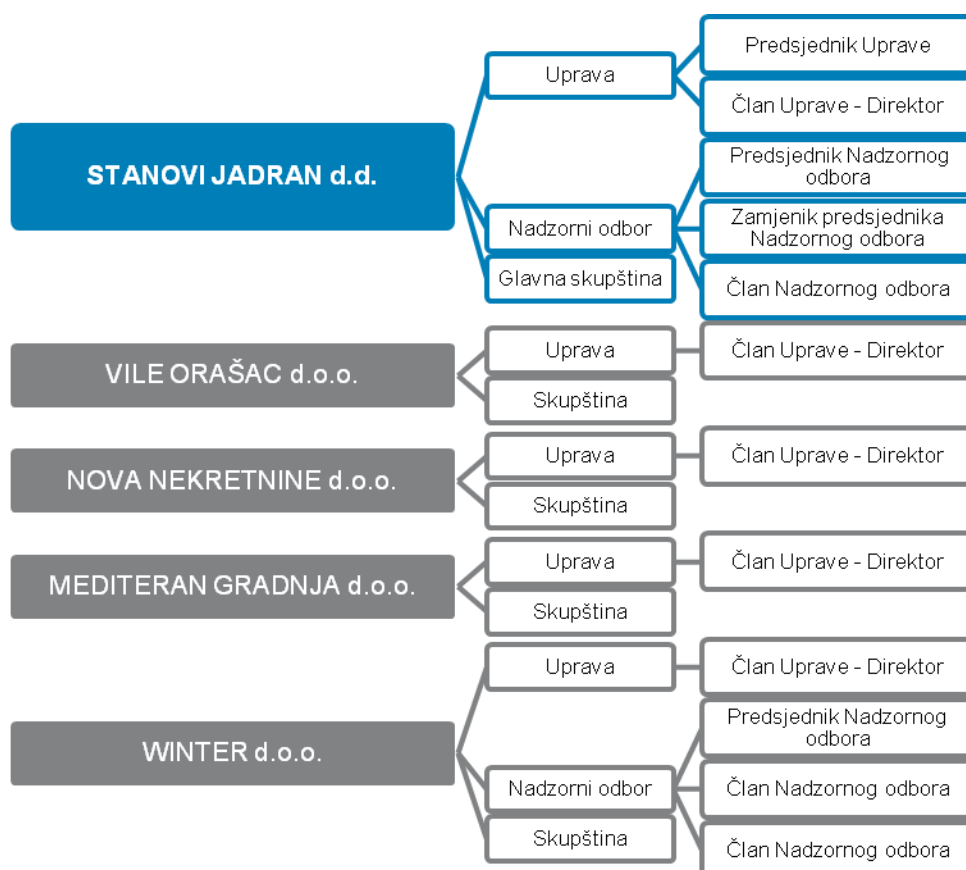 STANOVI JADRAN d.d.
Uprava
Predsjednik Uprave
Član Uprave - Direktor
Nadzorni odbor
Predsjednik Nadzornog
odbora
Zamjenik predsjednika
Nadzornog odbora
Član Nadzornog odbora
Glavna skupština
VILE ORAŠAC d.o.o.
Uprava
Član Uprave - Direktor
Skupština
NOVA NEKRETNINE d.o.o.
Uprava
Član Uprave - Direktor
Skupština
MEDITERAN GRADNJA d.o.o.
Uprava
Član Uprave - Direktor
Skupština
WINTER d.o.o.
Uprava
Član Uprave - Direktor
Nadzorni odbor
Predsjednik Nadzornog
odbora
Član Nadzornog odbora
Član Nadzornog odbora
Skupština